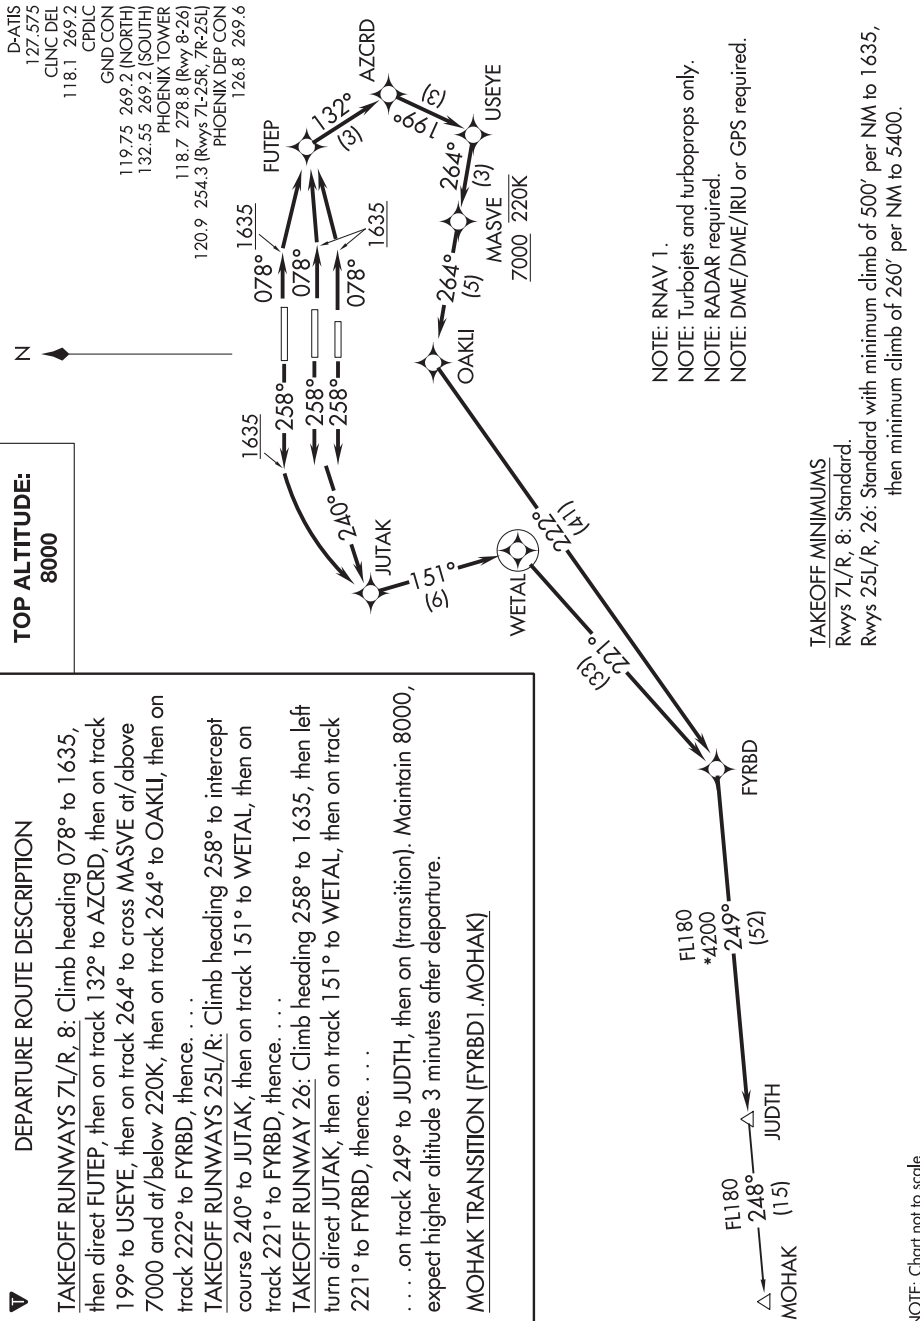 DEPARTURE ROUTE DESCRIPTION
TAKEOFF RUNWAYS 7L/R, 8: Climb heading 078° to 1635,
then direct FUTEP, then on track 132° to AZCRD, then on track
199° to USEYE, then on track 264° to cross MASVE at/above
7000 and at/below 220K, then on track 264° to OAKLI, then on
track 222° to FYRBD, thence. . . .
TAKEOFF RUNWAYS 25L/R: Climb heading 258° to intercept
course 240° to JUTAK, then on track 151° to WETAL, then on
track 221° to FYRBD, thence. . . .
TAKEOFF RUNWAY 26: Climb heading 258° to 1635, then left
turn direct JUTAK, then on track 151° to WETAL, then on track
221° to FYRBD, thence. . . .
. . . .on track 249° to JUDTH, then on (transition). Maintain 8000,
expect higher altitude 3 minutes after departure.
MOHAK TRANSITION (FYRBD1.MOHAK)
TOP ALTITUDE:
8000
N
D-ATIS
127.575
CLNC DEL
118.1 269.2
CPDLC
GND CON
119.75 269.2 (NORTH)
132.55 269.2 (SOUTH)
PHOENIX TOWER
118.7 278.8 (Rwy 8-26)
120.9 254.3 (Rwys 7L-25R, 7R-25L)
PHOENIX DEP CON
126.8 269.6
1635
258°
258°
258°
240°
JUTAK
151°
(6)
WETAL
221°
(33)
078°
078°
078°
1635
1635
FUTEP
132°
(3)
AZCRD
199°
(3)
USEYE
264°
(3)
MASVE
7000 220K
264°
(5)
OAKLI
222°
(41)
FYRBD
FL180
*4200
249°
(52)
JUDTH
FL180
248°
(15)
MOHAK
NOTE: RNAV 1.
NOTE: Turbojets and turboprops only.
NOTE: RADAR required.
NOTE: DME/DME/IRU or GPS required.
TAKEOFF MINIMUMS
Rwys 7L/R, 8: Standard.
Rwys 25L/R, 26: Standard with minimum climb of 500' per NM to 1635,
then minimum climb of 260' per NM to 5400.
NOTE: Chart not to scale